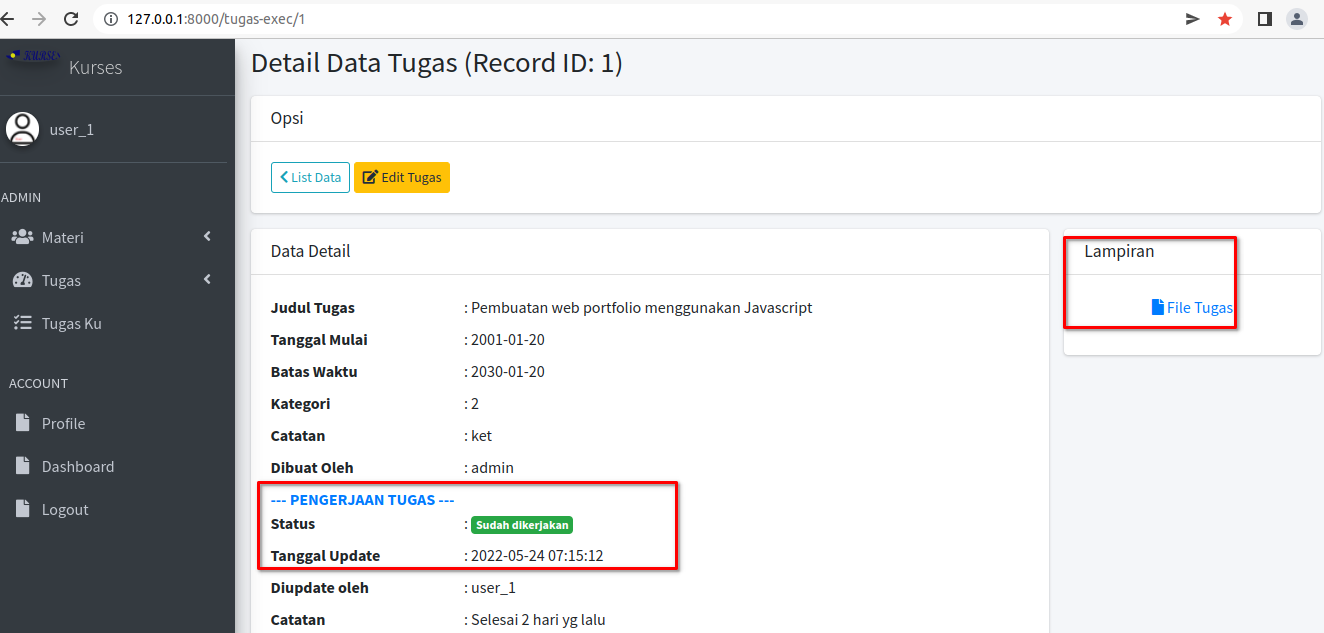 127.0.0.1:8000/tugas-exec/1
KURSES
Kurses
user_1
ADMIN
Materi
Tugas
Tugas Ku
ACCOUNT
Profile
Dashboard
Logout
Detail Data Tugas (Record ID: 1)
Opsi
List Data
Edit Tugas
Data Detail
Judul Tugas : Pembuatan web portfolio menggunakan Javascript
Tanggal Mulai : 2001-01-20
Batas Waktu : 2030-01-20
Kategori : 2
Catatan : ket
Dibuat Oleh : admin
--- PENGERJAAN TUGAS ---
Status : Sudah dikerjakan
Tanggal Update : 2022-05-24 07:15:12
Diupdate oleh : user_1
Catatan : Selesai 2 hari yg lalu
Lampiran
File Tugas